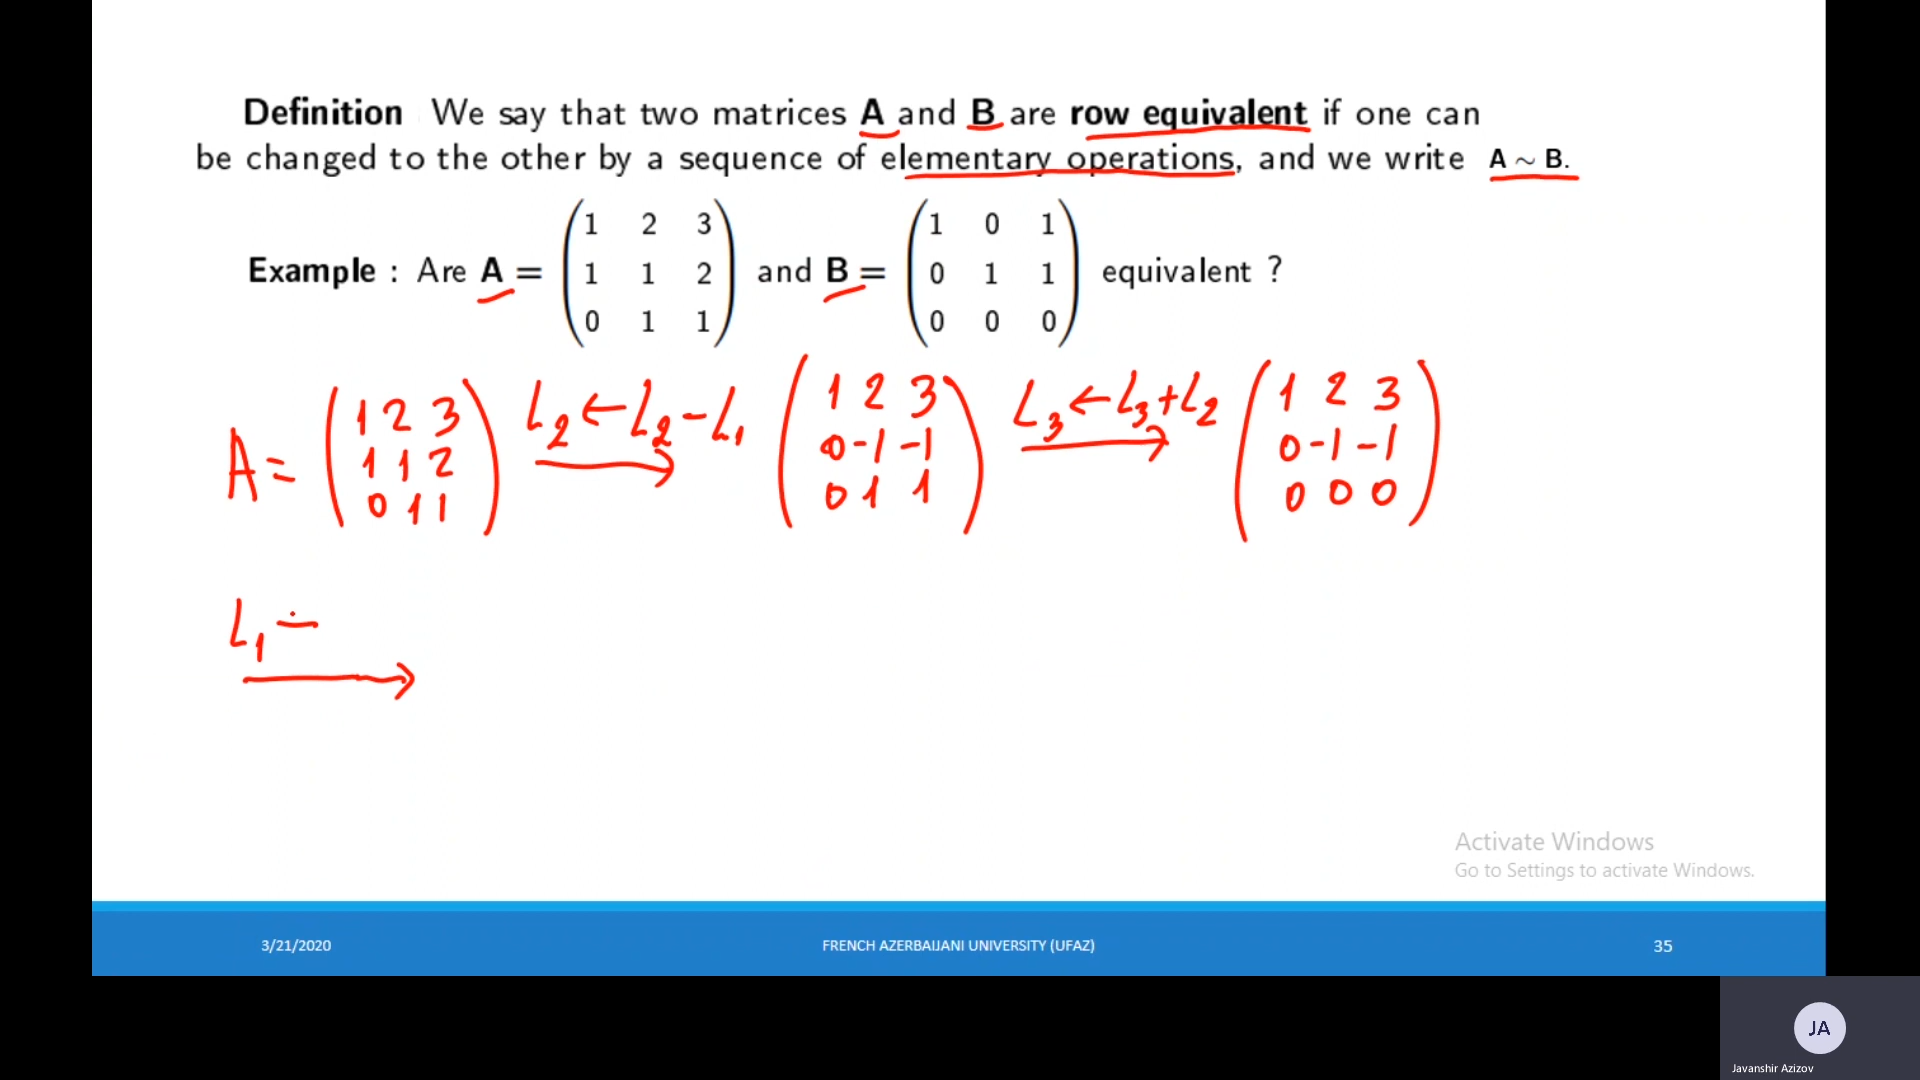 Definition We say that two matrices A and B are row equivalent if one can
be changed to the other by a sequence of elementary operations, and we write A ~ B.
1 2 3
1 0 1
Example : Are A =
1 1 2
and B =
0 1 1
equivalent ?
0 1 1
0 0 0
1 2 3
L2 ← L2 - L1
1 2 3
L3 ← L3 + L2
1 2 3
A =
1 1 2
0 -1 -1
0 -1 -1
0 1 1
0 1 1
0 0 0
L1
Activate Windows
Go to Settings to activate Windows.
3/21/2020
FRENCH AZERBAIJANI UNIVERSITY (UFAZ)
35
JA
Javanshir Azizov